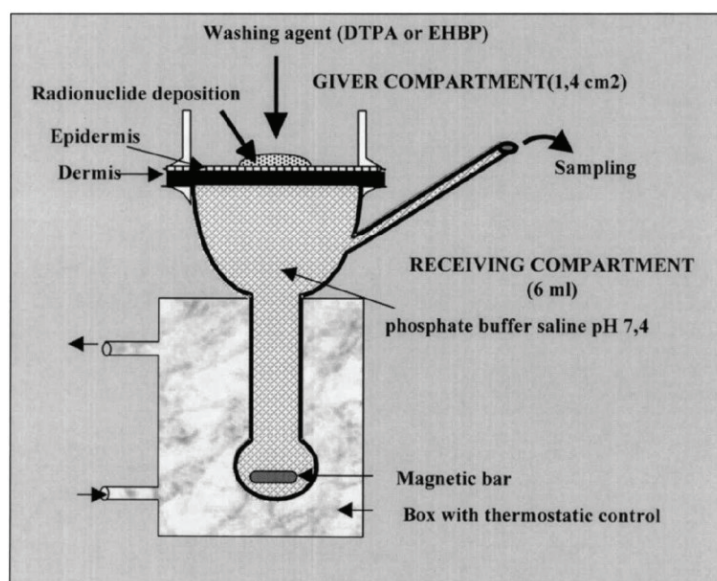 Washing agent (DTPA or EHBP)
GIVER COMPARTMENT(1,4 cm2)
Radionuclide deposition
Epidermis
Dermis
Sampling
RECEIVING COMPARTMENT
(6 ml)
phosphate buffer saline pH 7,4
Magnetic bar
Box with thermostatic control